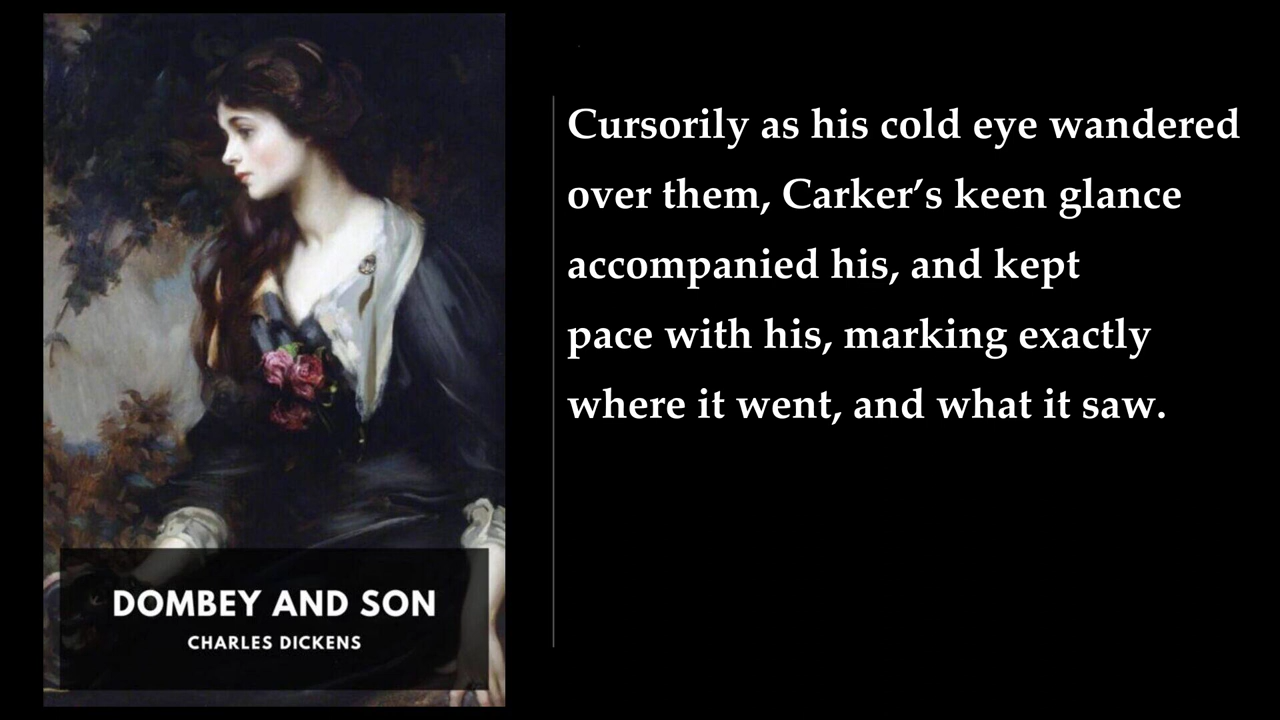 Cursorily as his cold eye wandered
over them, Carker’s keen glance
accompanied his, and kept
pace with his, marking exactly
where it went, and what it saw.
DOMBEY AND SON
CHARLES DICKENS